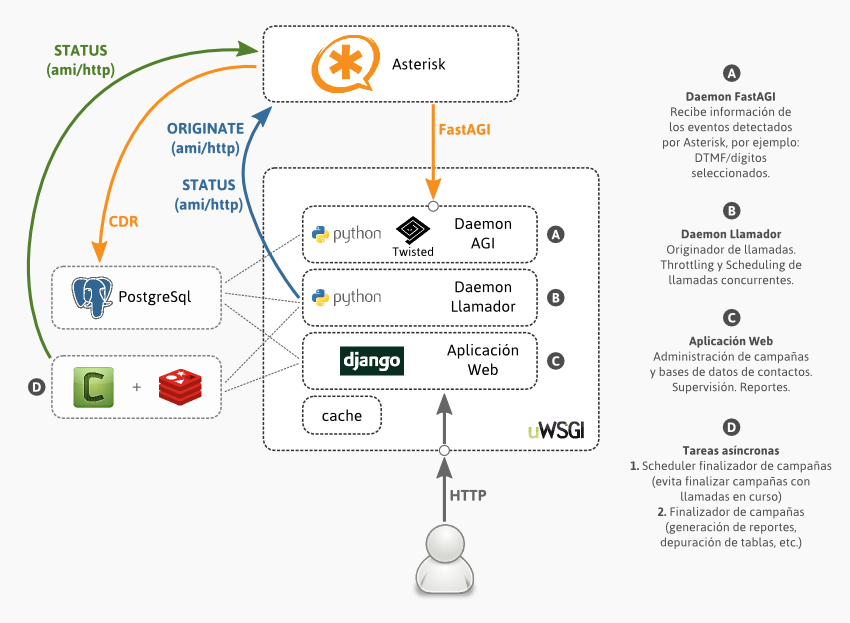 STATUS
(ami/http)
Asterisk
ORIGINATE
(ami/http)
FastAGI
STATUS
(ami/http)
CDR
python
Twisted
Daemon
AGI
A
PostgreSql
python
Daemon
Llamador
B
django
Aplicación
Web
C
D
C
+
cache
uWSGI
HTTP
A
Daemon FastAGI
Recibe información de
los eventos detectados
por Asterisk, por ejemplo:
DTMF/dígitos
seleccionados.
B
Daemon Llamador
Originador de llamadas.
Throttling y Scheduling de
llamadas concurrentes.
C
Aplicación Web
Administración de campañas
y bases de datos de contactos.
Supervisión. Reportes.
D
Tareas asíncronas
1. Scheduler finalizador de campañas
(evita finalizar campañas con
llamadas en curso)
2. Finalizador de campaña
(generación de reportes,
depuración de tablas, etc.)